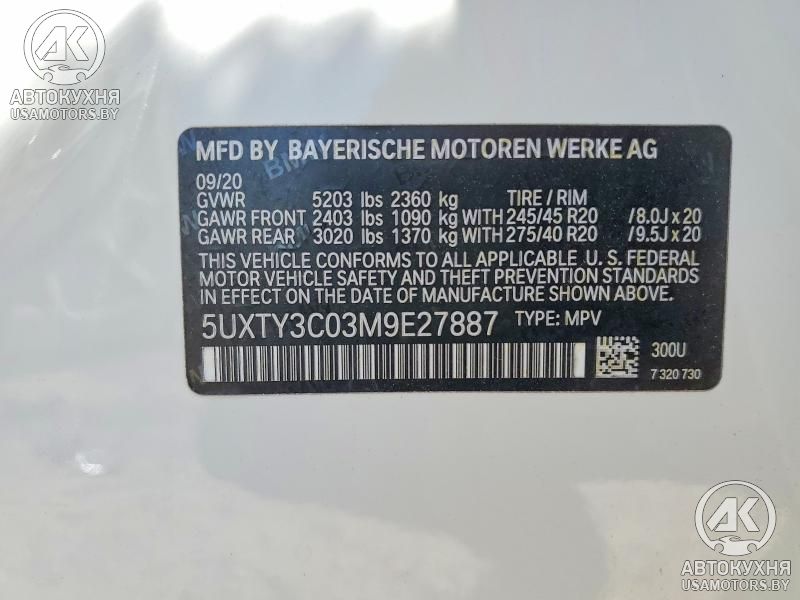 AK
АВТОКУХНЯ
USAMOTORS.BY
MFD BY BAYERISCHE MOTOREN WERKE AG
09/20
GVWR 5203 lbs 2360 kg TIRE / RIM
GAWR FRONT 2403 lbs 1090 kg WITH 245/45 R20 /8.0J x 20
GAWR REAR 3020 lbs 1370 kg WITH 275/40 R20 /9.5J x 20
THIS VEHICLE CONFORMS TO ALL APPLICABLE U. S. FEDERAL
MOTOR VEHICLE SAFETY AND THEFT PREVENTION STANDARDS
IN EFFECT ON THE DATE OF MANUFACTURE SHOWN ABOVE.
5UXTY3C03M9E27887 TYPE: MPV
300U
7 320 730
AK
АВТОКУХНЯ
USAMOTORS.BY